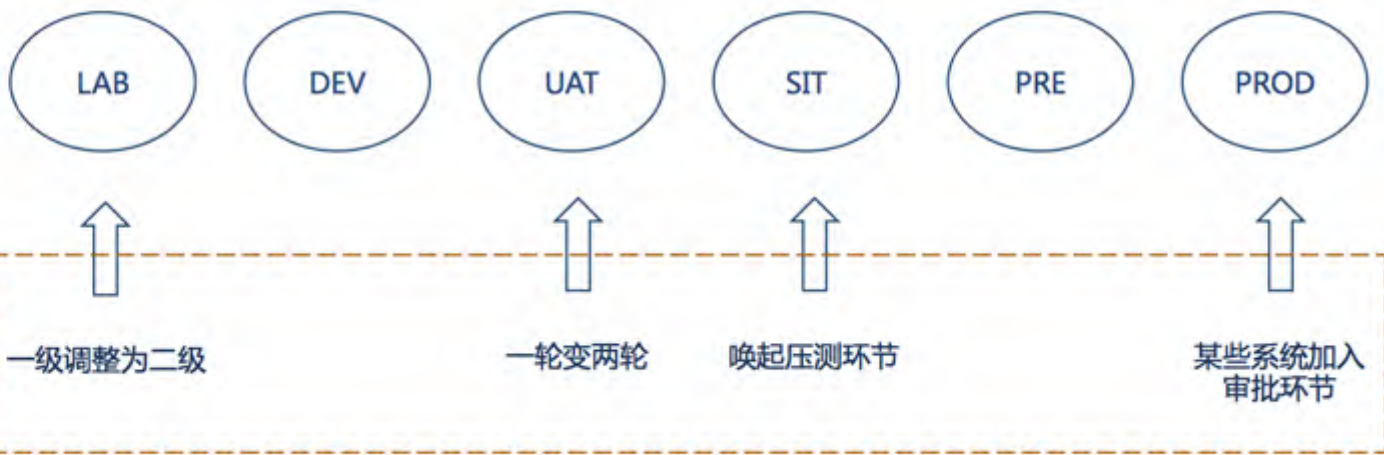 LAB
DEV
UAT
SIT
PRE
PROD
一级调整为二级
一轮变两轮
唤起压测环节
某些系统加入
审批环节